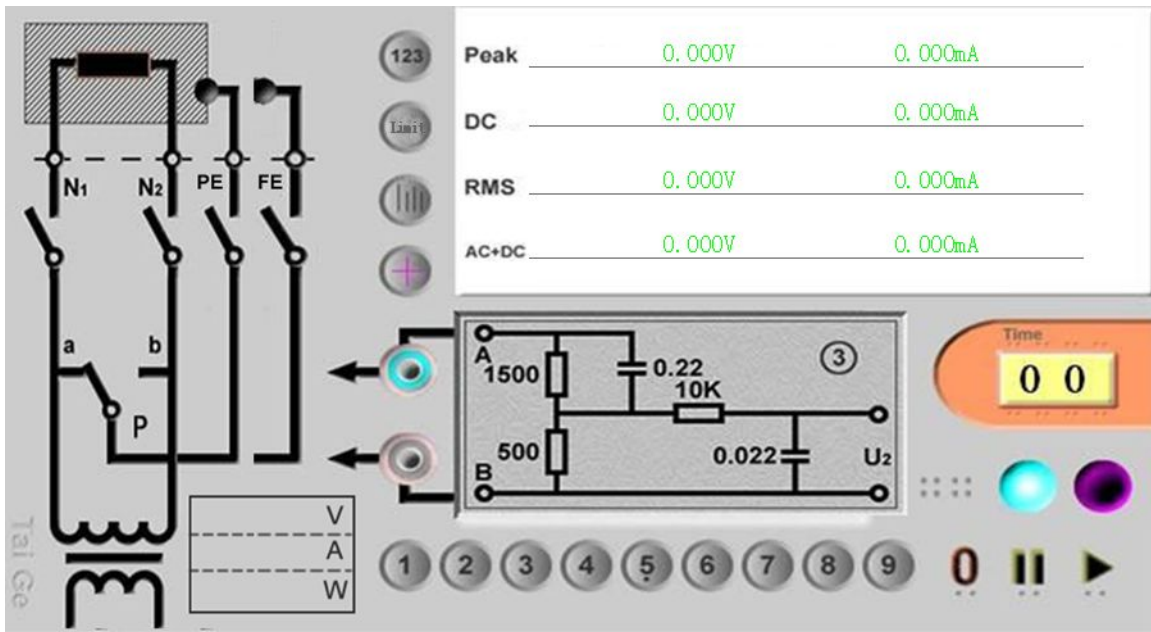 123
Peak 0.000V 0.000mA
Limit
DC 0.000V 0.000mA
RMS 0.000V 0.000mA
AC+DC 0.000V 0.000mA
N1 N2 PE FE
a b
P
A
1500 0.22 3
10K
500 0.022 U2
B
Time
0 0
V
A
W
1 2 3 4 5 6 7 8 9 0
Tai Ge